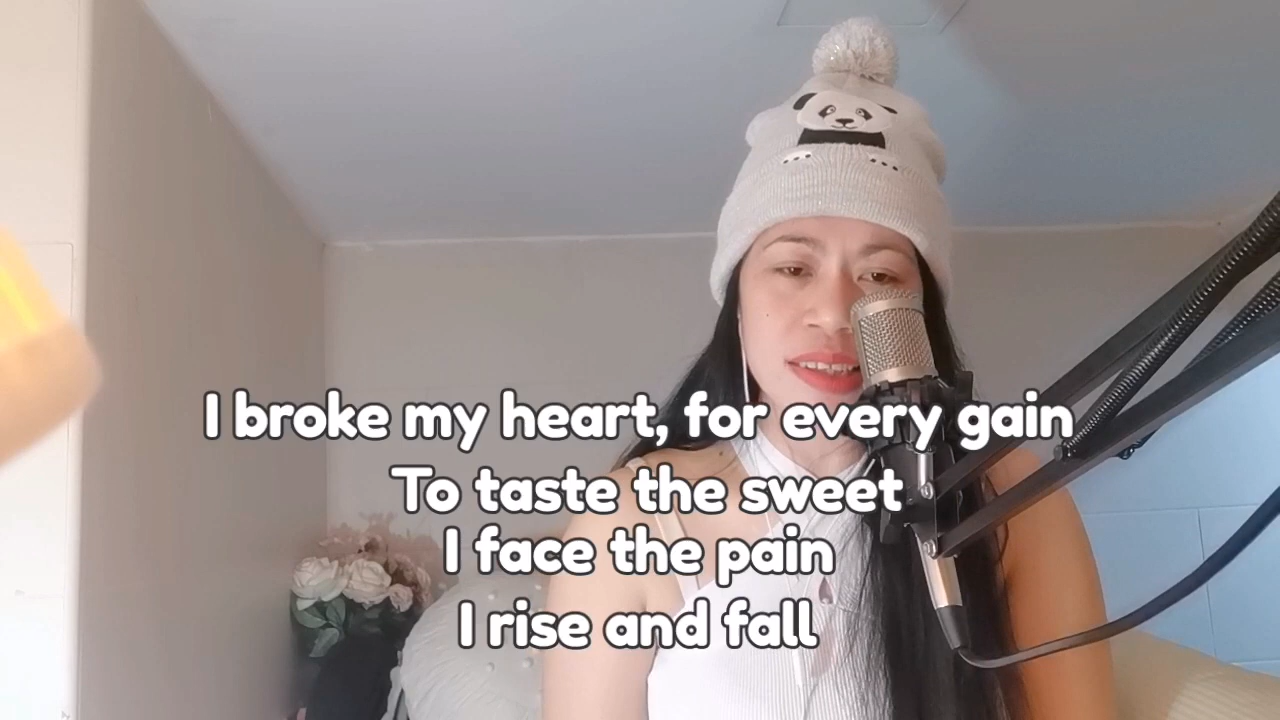 I broke my heart, for every gain
To taste the sweet
I face the pain
I rise and fall